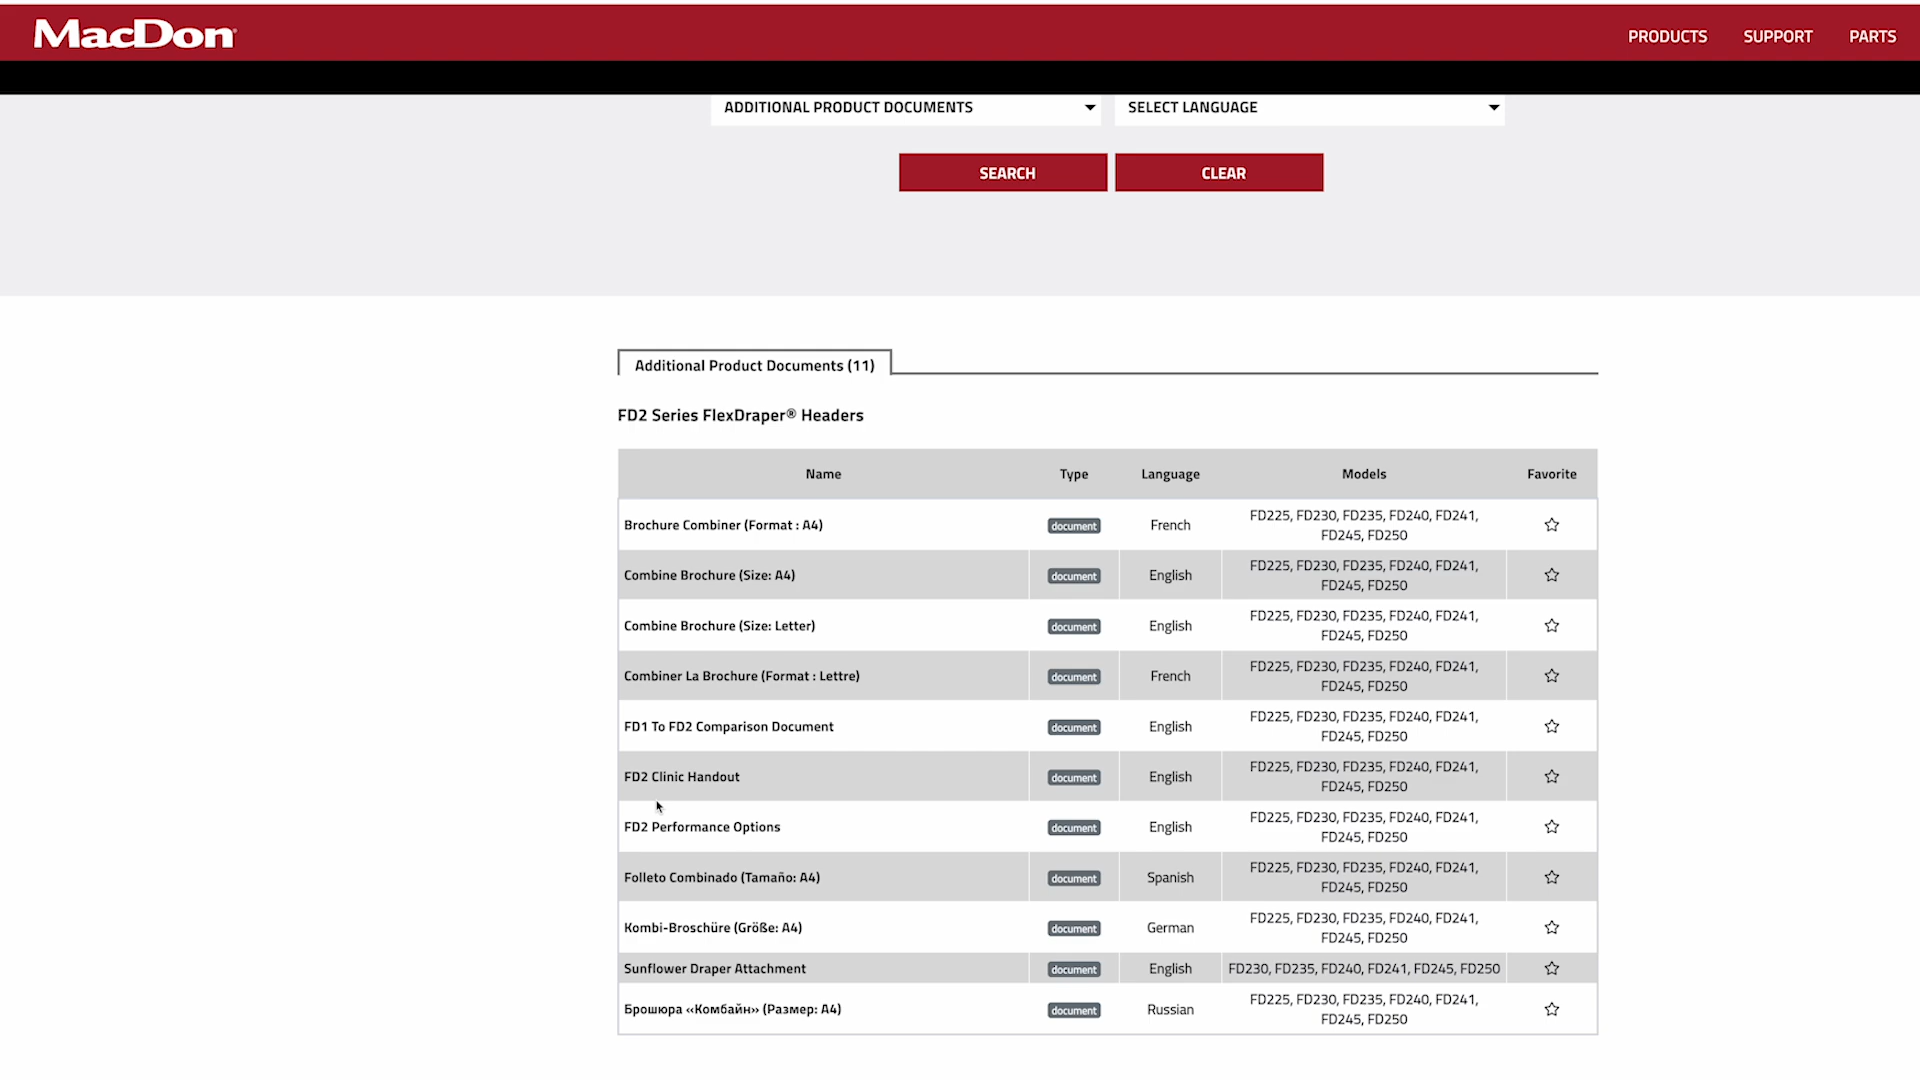 MacDon
PRODUCTS SUPPORT PARTS
ADDITIONAL PRODUCT DOCUMENTS SELECT LANGUAGE
SEARCH CLEAR
Additional Product Documents (11)
FD2 Series FlexDraper® Headers
Name Type Language Models Favorite
Brochure Combiner (Format : A4) document French FD225, FD230, FD235, FD240, FD241,
FD245, FD250
Combine Brochure (Size: A4) document English FD225, FD230, FD235, FD240, FD241,
FD245, FD250
Combine Brochure (Size: Letter) document English FD225, FD230, FD235, FD240, FD241,
FD245, FD250
Combiner La Brochure (Format : Lettre) document French FD225, FD230, FD235, FD240, FD241,
FD245, FD250
FD1 To FD2 Comparison Document document English FD225, FD230, FD235, FD240, FD241,
FD245, FD250
FD2 Clinic Handout document English FD225, FD230, FD235, FD240, FD241,
FD245, FD250
FD2 Performance Options document English FD225, FD230, FD235, FD240, FD241,
FD245, FD250
Folleto Combinado (Tamaño: A4) document Spanish FD225, FD230, FD235, FD240, FD241,
FD245, FD250
Kombi-Broschüre (Größe: A4) document German FD225, FD230, FD235, FD240, FD241,
FD245, FD250
Sunflower Draper Attachment document English FD230, FD235, FD240, FD241, FD245, FD250
Брошюра «Комбайн» (Размер: A4) document Russian FD225, FD230, FD235, FD240, FD241,
FD245, FD250